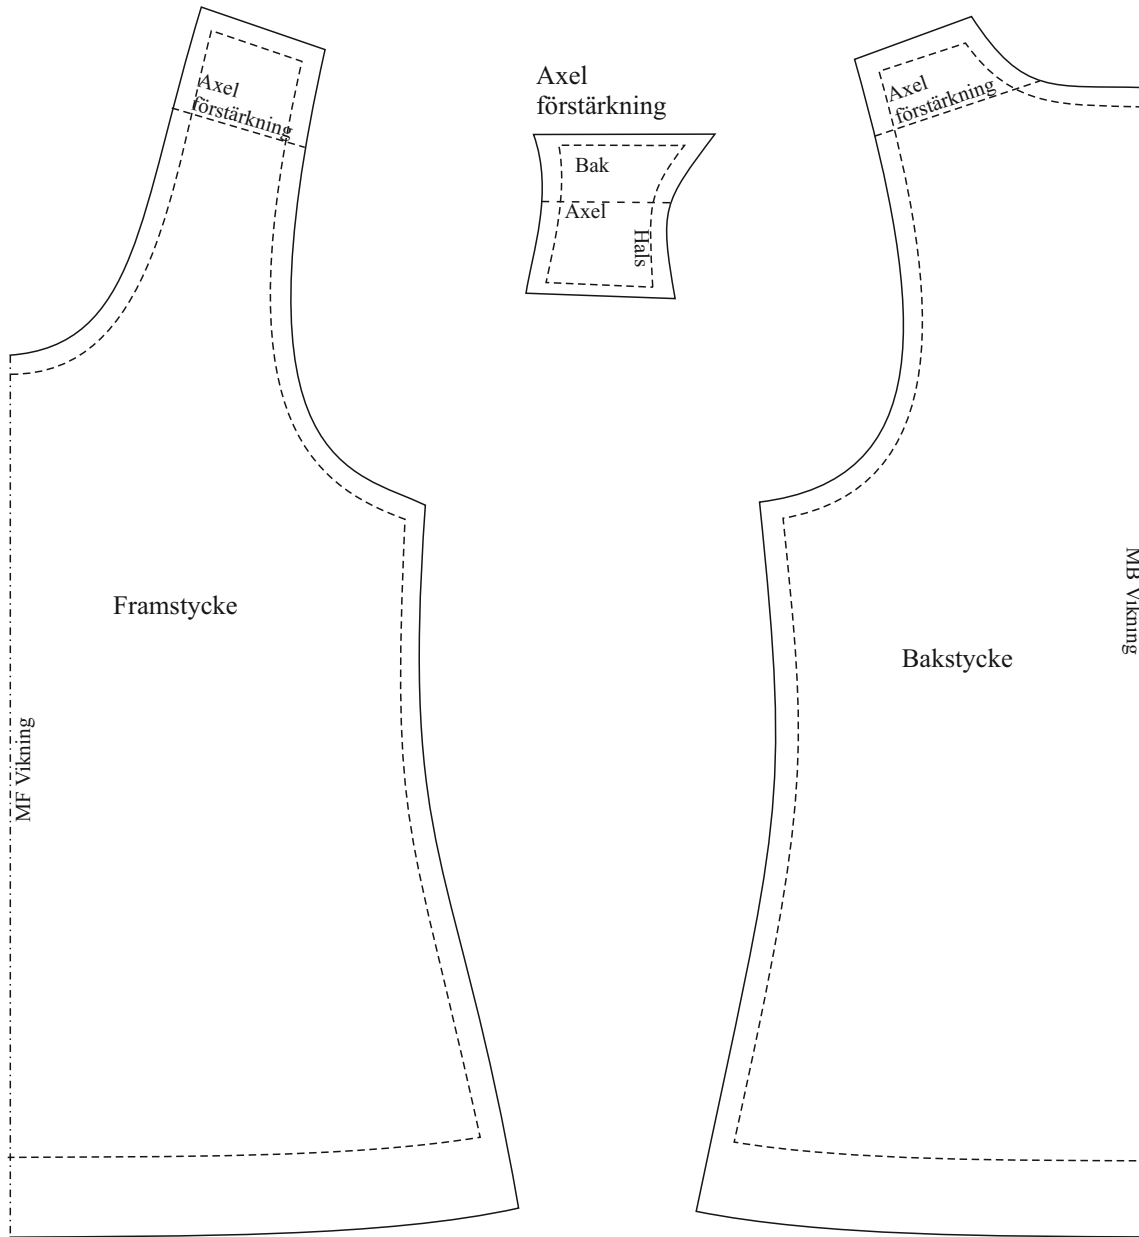 Axel
förstärkning
Axel
förstärkning
Bak
Axel
Hals
Axel
förstärkning
Framstycke
MF Vikning
Bakstycke
MB Vikning